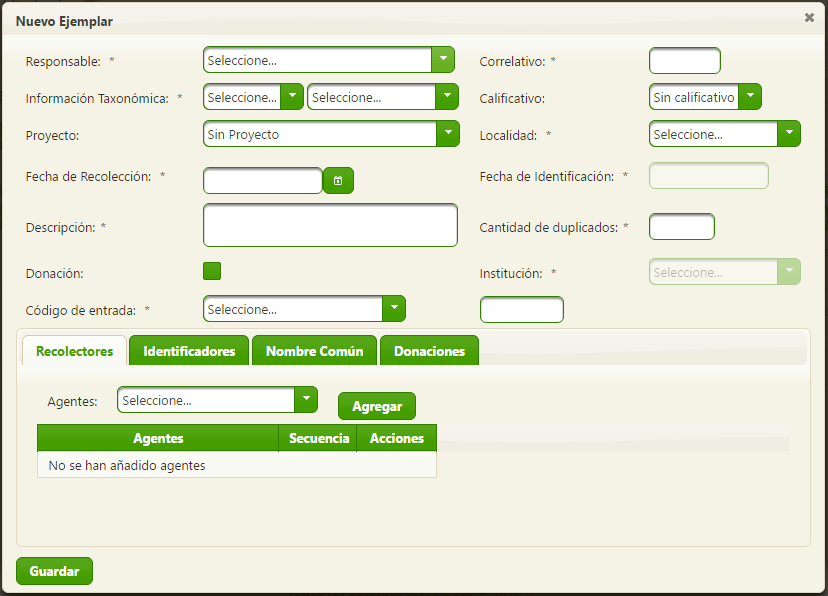 Nuevo Ejemplar
Responsable: * Seleccione... Correlativo: *
Información Taxonómica: * Seleccione... Seleccione... Calificativo: Sin calificativo
Proyecto: Sin Proyecto Localidad: * Seleccione...
Fecha de Recolección: * Fecha de Identificación: *
Descripción: * Cantidad de duplicados: *
Donación: Institución: * Seleccione...
Código de entrada: * Seleccione...
Recolectores Identificadores Nombre Común Donaciones
Agentes: Seleccione... Agregar
Agentes Secuencia Acciones
No se han añadido agentes
Guardar